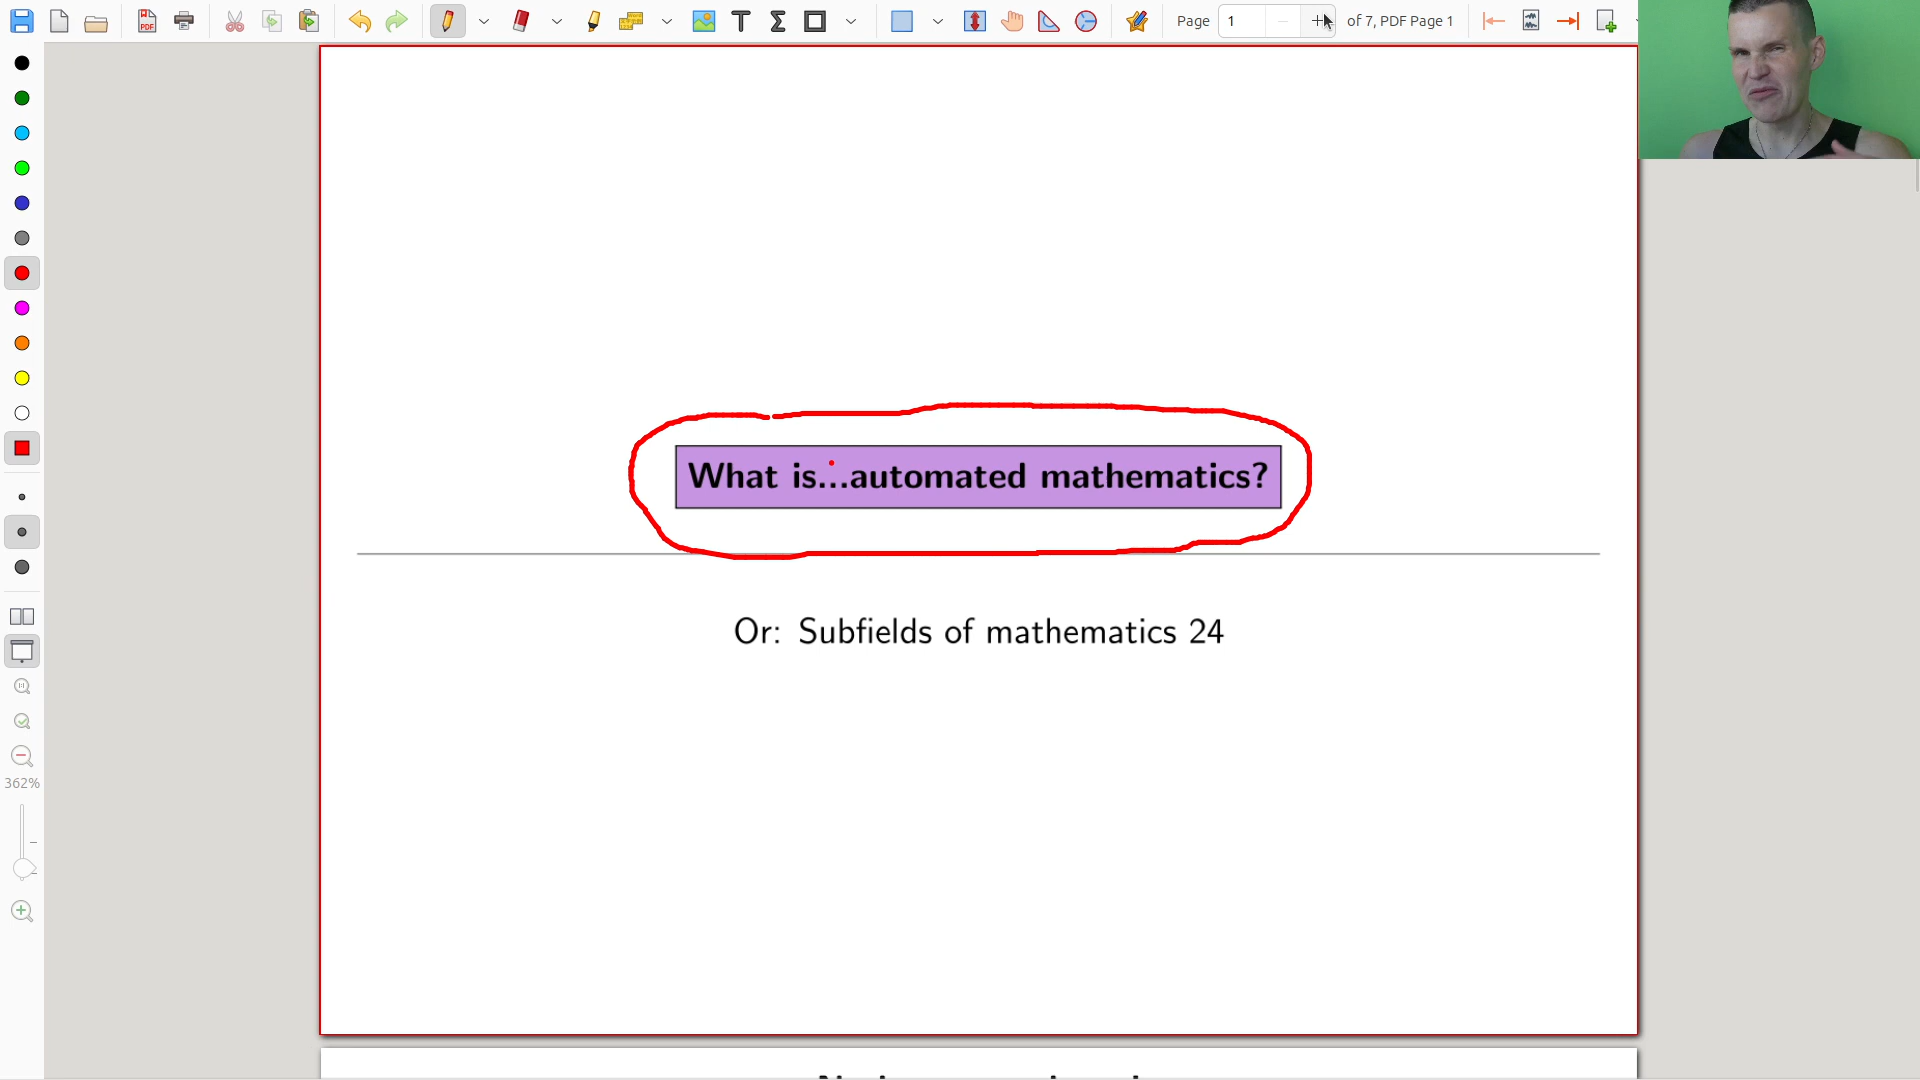 Page 1 of 7, PDF Page 1
What is...automated mathematics?
Or: Subfields of mathematics 24
362%